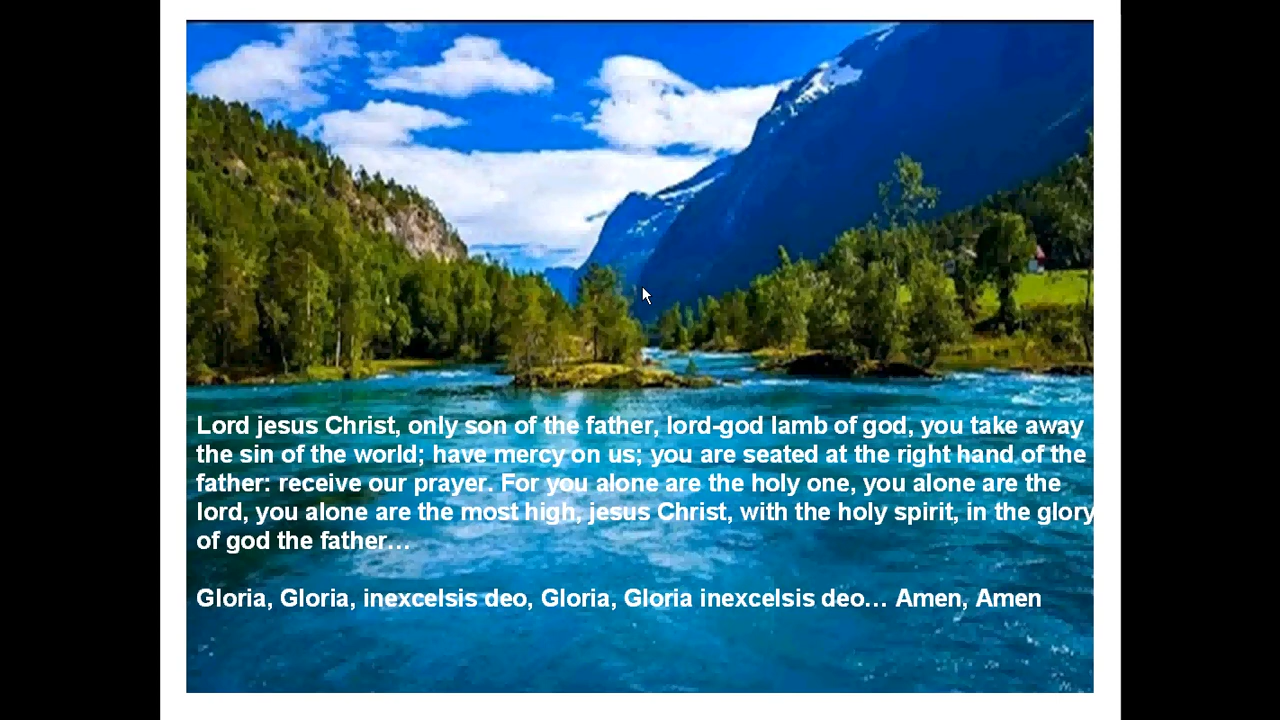 Lord jesus Christ, only son of the father, lord-god lamb of god, you take away
the sin of the world; have mercy on us; you are seated at the right hand of the
father: receive our prayer. For you alone are the holy one, you alone are the
lord, you alone are the most high, jesus Christ, with the holy spirit, in the glory
of god the father…
Gloria, Gloria, inexcelsis deo, Gloria, Gloria inexcelsis deo… Amen, Amen